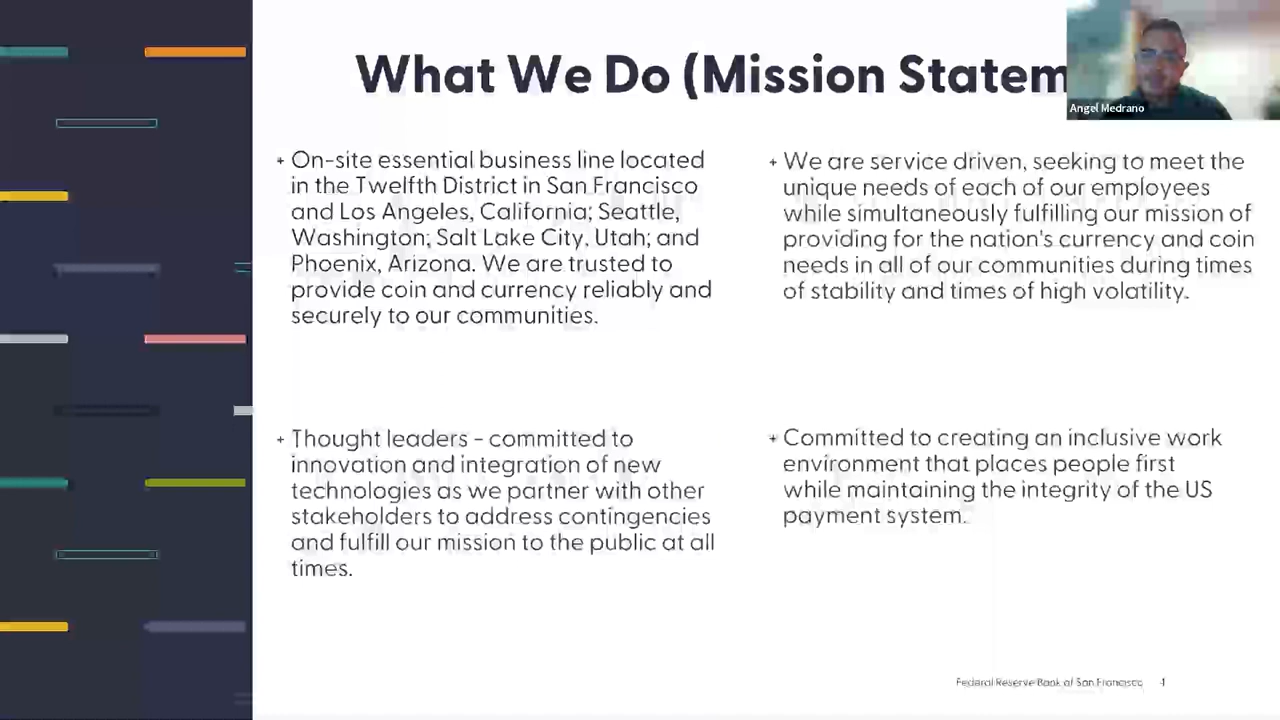 What We Do (Mission Statem
Angel Medrano
+ On-site essential business line located
in the Twelfth District in San Francisco
and Los Angeles, California; Seattle,
Washington; Salt Lake City, Utah; and
Phoenix, Arizona. We are trusted to
provide coin and currency reliably and
securely to our communities.
+ We are service driven, seeking to meet the
unique needs of each of our employees
while simultaneously fulfilling our mission of
providing for the nation's currency and coin
needs in all of our communities during times
of stability and times of high volatility.
+ Thought leaders - committed to
innovation and integration of new
technologies as we partner with other
stakeholders to address contingencies
and fulfill our mission to the public at all
times.
+ Committed to creating an inclusive work
environment that places people first
while maintaining the integrity of the US
payment system.
Federal Reserve Bank of San Francisco